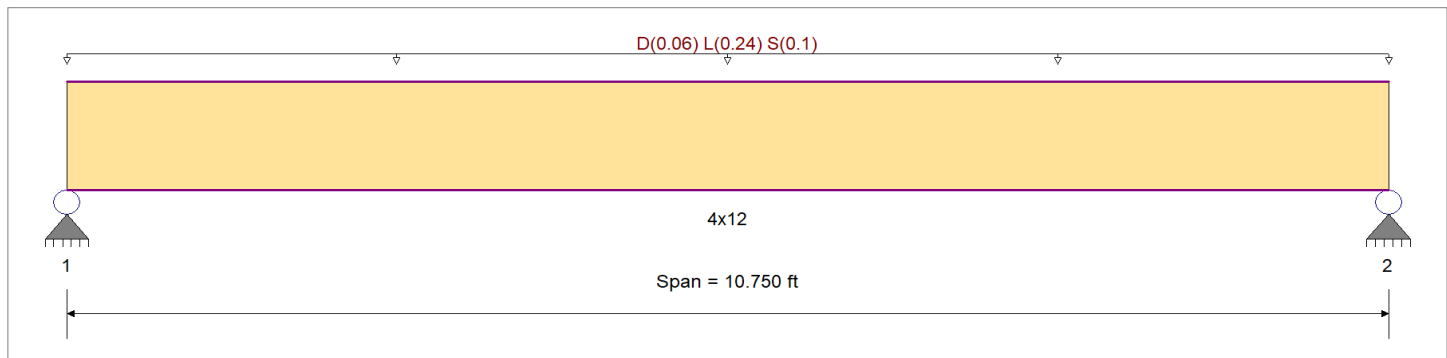 D(0.06) L(0.24) S(0.1)
4x12
1
2
Span = 10.750 ft